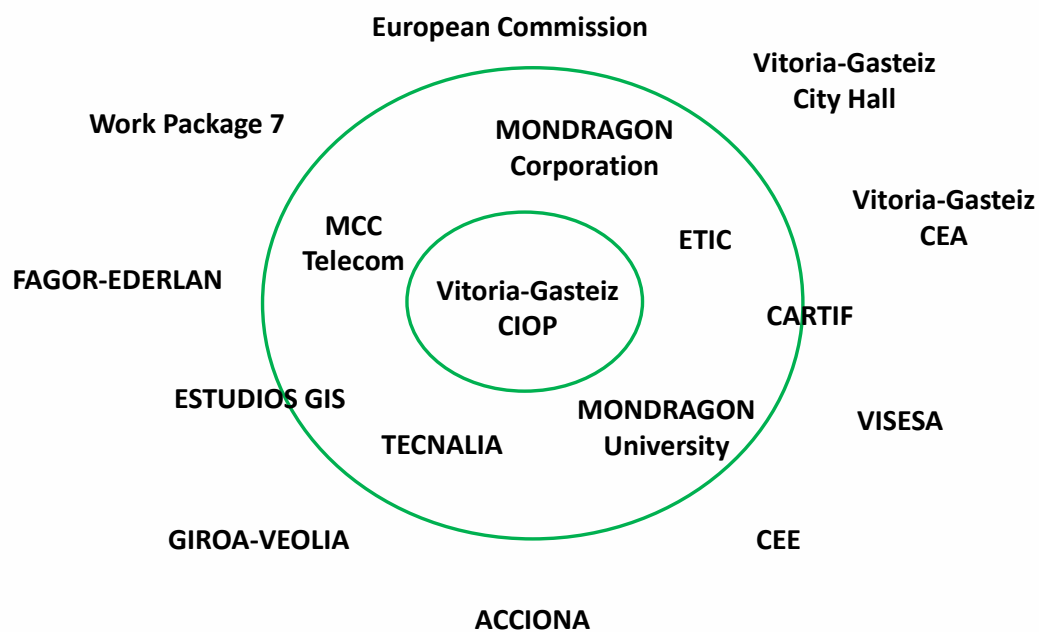 European Commission
Vitoria-Gasteiz
City Hall
Work Package 7
MONDRAGON
Corporation
Vitoria-Gasteiz
CEA
MCC
Telecom
ETIC
FAGOR-EDERLAN
Vitoria-Gasteiz
CIOP
CARTIF
ESTUDIOS GIS
MONDRAGON
University
VISESA
TECNALIA
GIROA-VEOLIA
CEE
ACCIONA